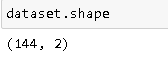 dataset.shape
(144, 2)